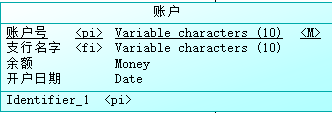 账户
账户号 <pi> Variable characters (10) <M>
支行名字 <fi> Variable characters (10)
余额 Money
开户日期 Date
Identifier_1 <pi>